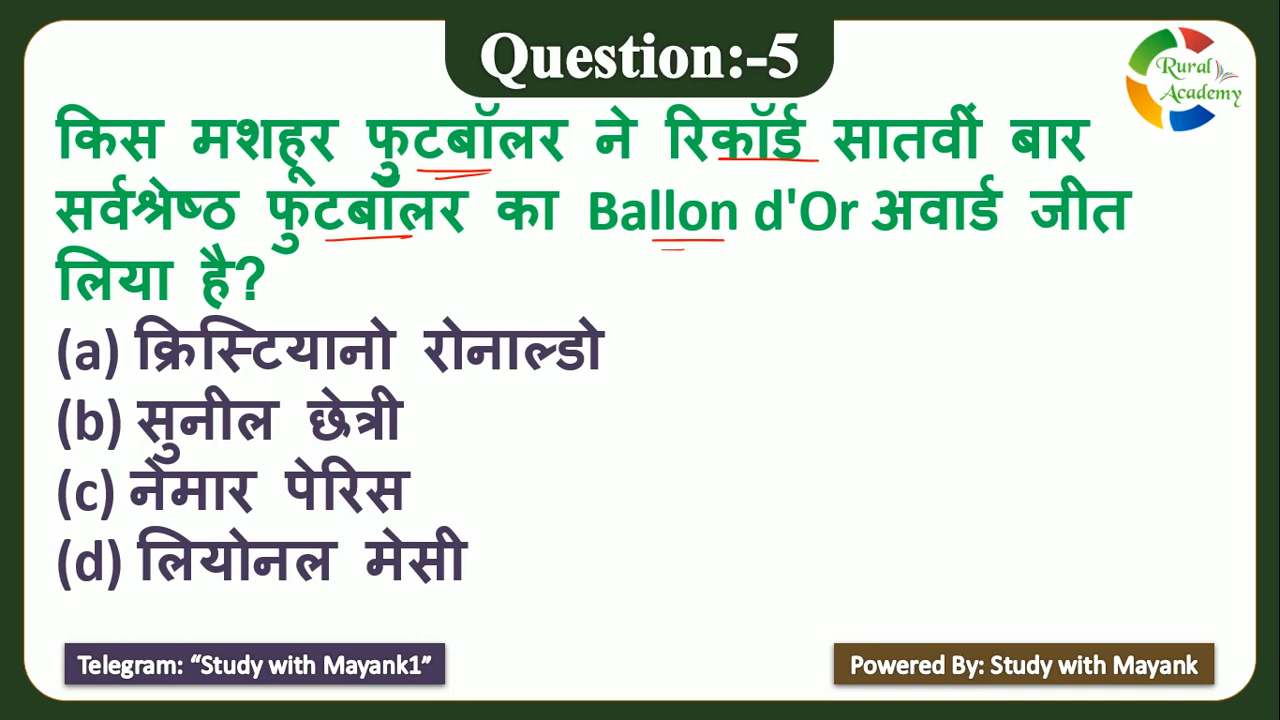 Question:-5
Rural
Academy
किस मशहूर फुटबॉलर ने रिकॉर्ड सातवीं बार
सर्वश्रेष्ठ फुटबॉलर का Ballon d'Or अवार्ड जीत
लिया है?
(a) क्रिस्टियानो रोनाल्डो
(b) सुनील छेत्री
(c) नेमार पेरिस
(d) लियोनल मेसी
Telegram: “Study with Mayank1”
Powered By: Study with Mayank